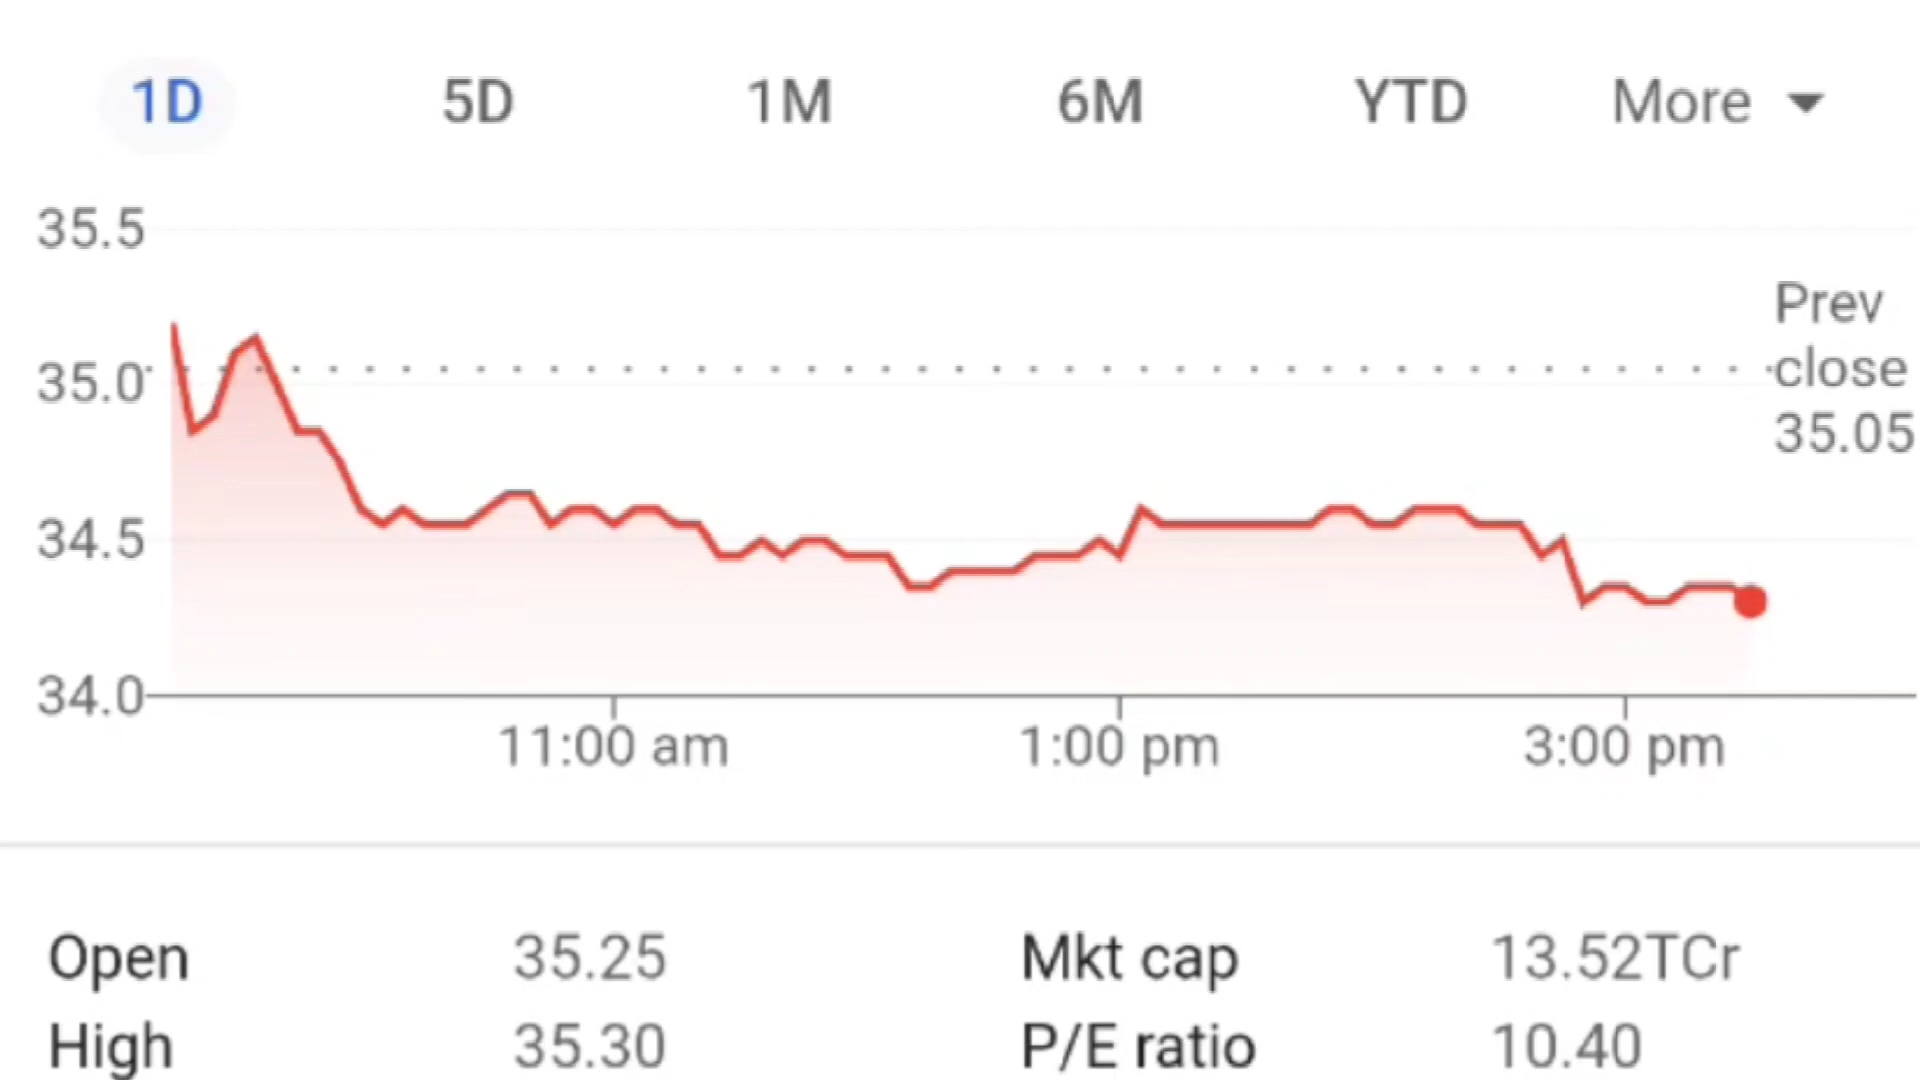 1D 5D 1M 6M YTD More
35.5
Prev
close
35.05
35.0
34.5
34.0
11:00 am 1:00 pm 3:00 pm
Open 35.25 Mkt cap 13.52TCr
High 35.30 P/E ratio 10.40